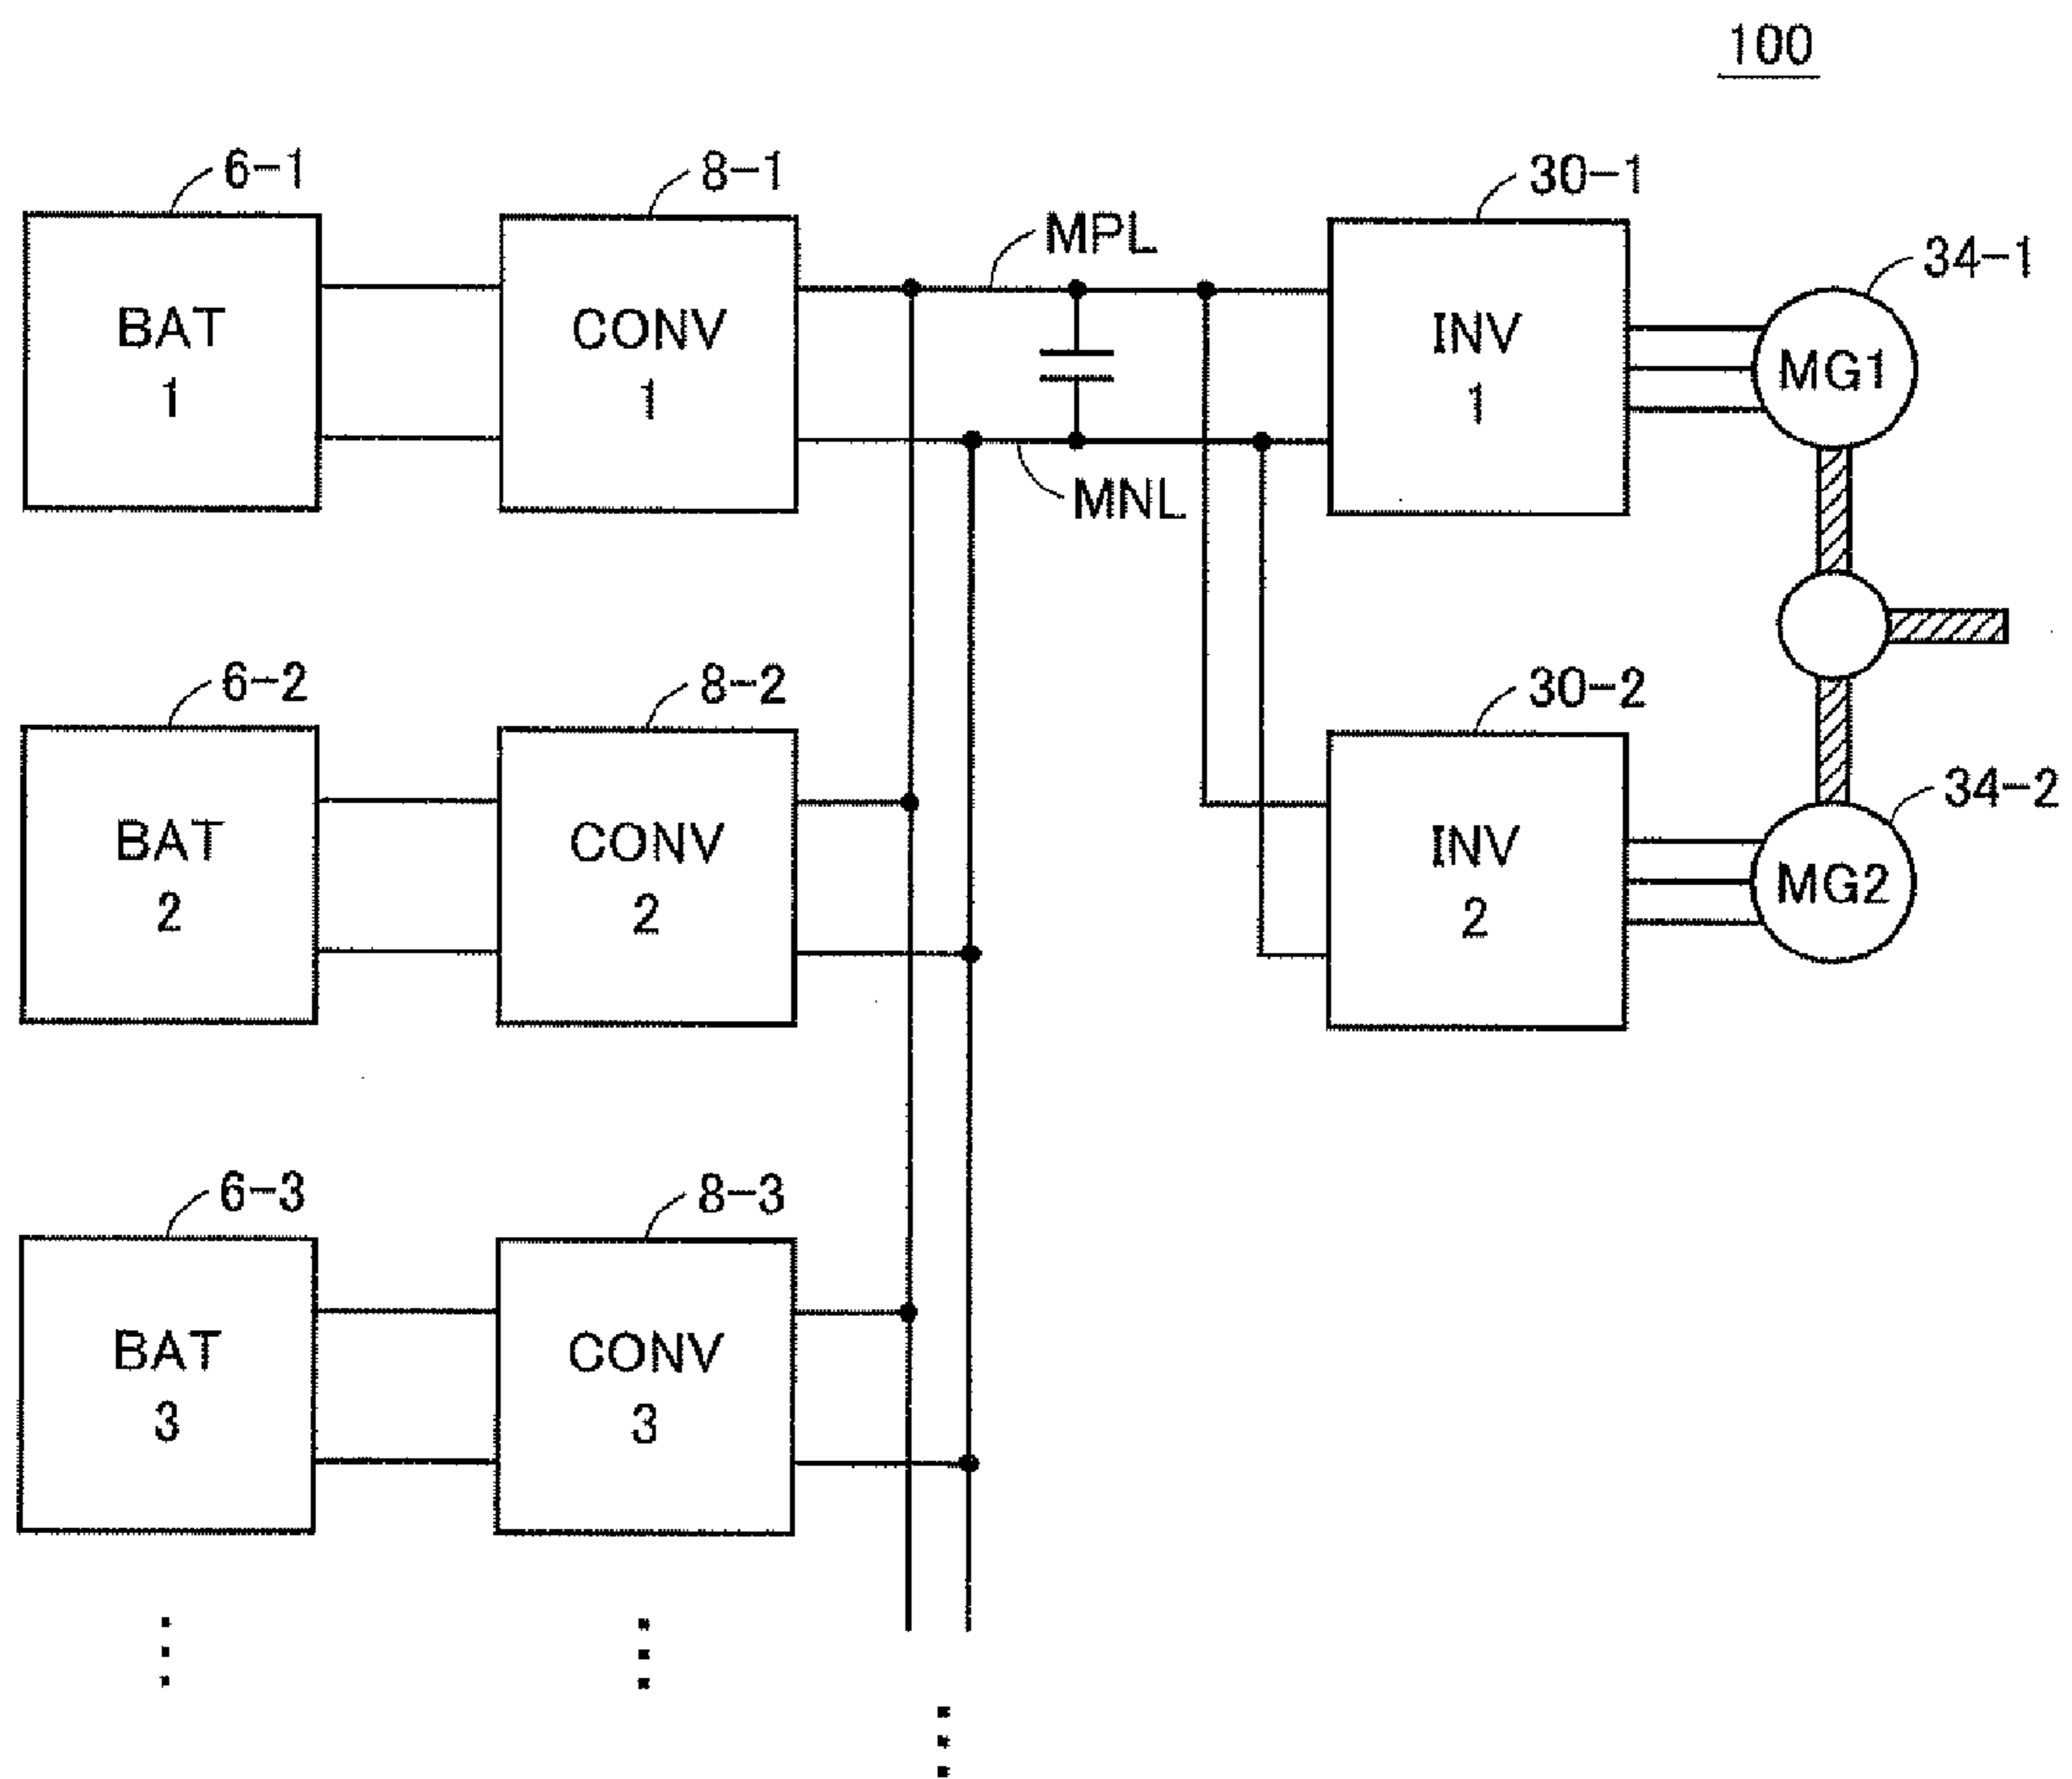 100
6-1
8-1
30-1
34-1
MPL
BAT
1
CONV
1
INV
1
MG1
MNL
6-2
8-2
30-2
34-2
BAT
2
CONV
2
INV
2
MG2
6-3
8-3
BAT
3
CONV
3